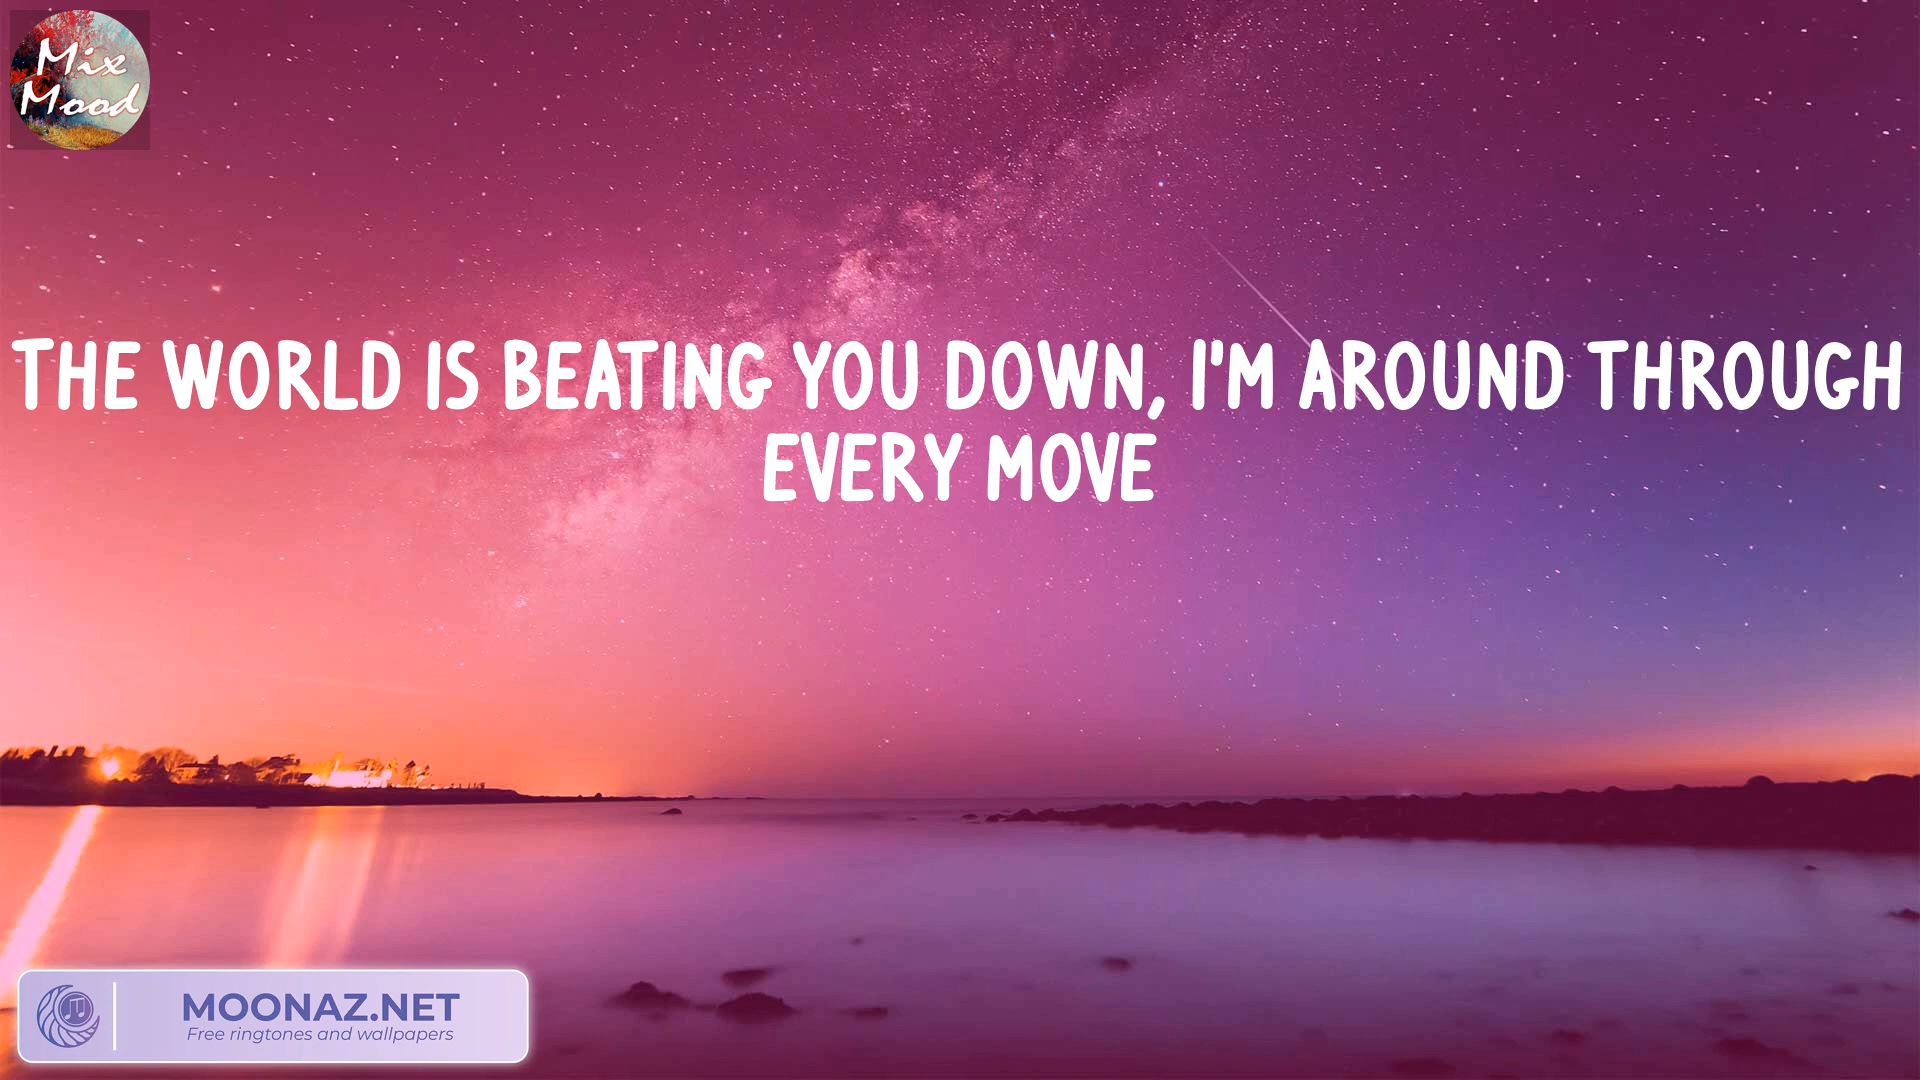 Mix
Mood
THE WORLD IS BEATING YOU DOWN, I'M AROUND THROUGH
EVERY MOVE
MOONAZ.NET
Free ringtones and wallpapers